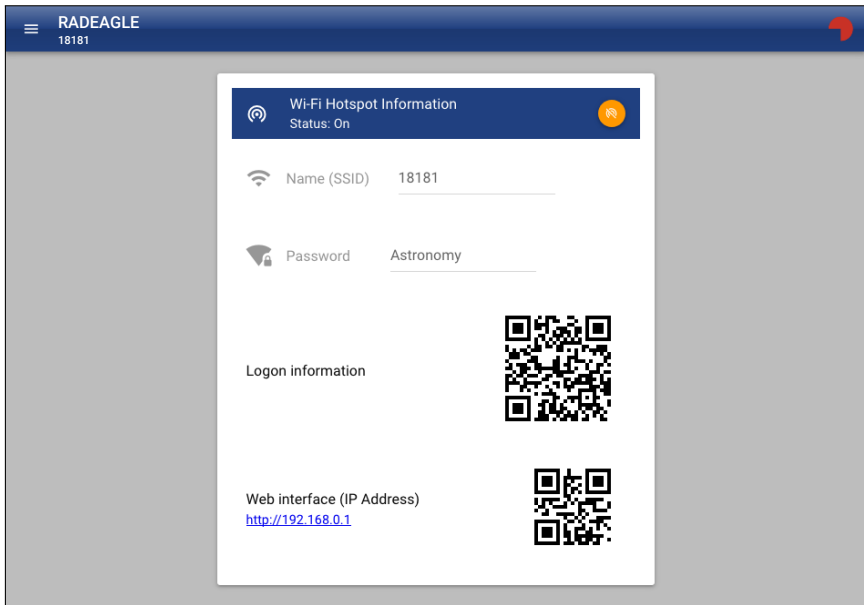 RADEAGLE
18181
Wi-Fi Hotspot Information
Status: On
Name (SSID) 18181
Password Astronomy
Logon information
Web interface (IP Address)
http://192.168.0.1